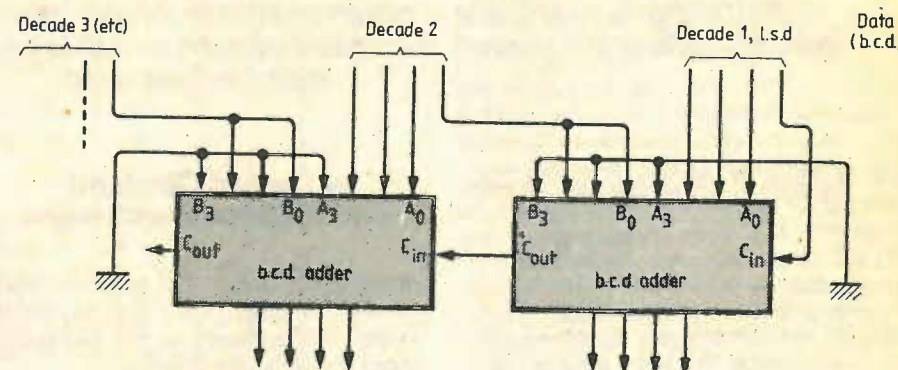 Decade 3 (etc)
Decade 2
Decade 1, l.s.d
Data
(b.c.d.
B3 B0 A3 A0
Cout Cin
b.c.d. adder
B3 B0 A3 A0
Cout Cin
b.c.d. adder